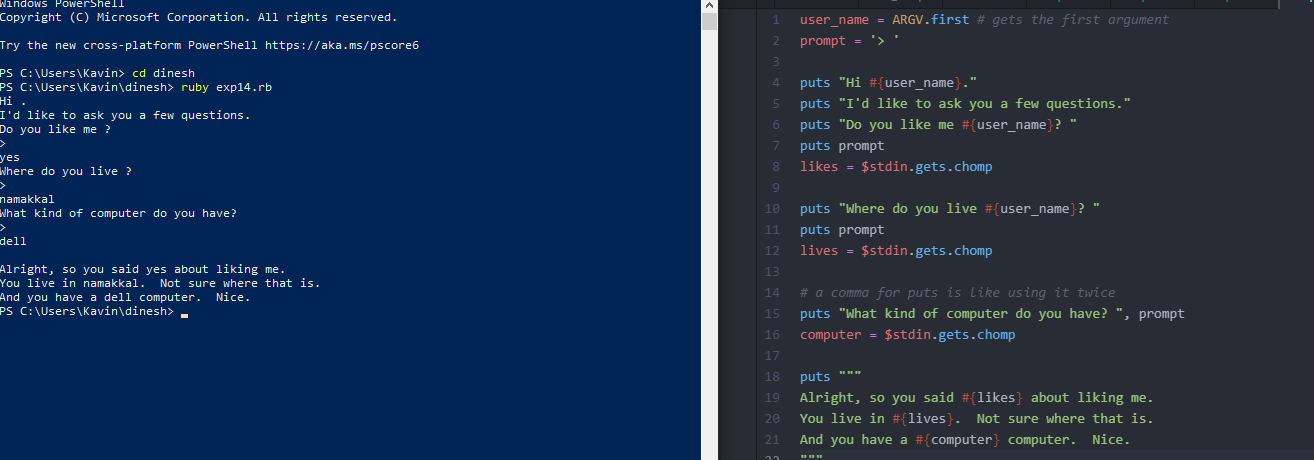 Windows PowerShell
Copyright (C) Microsoft Corporation. All rights reserved.
Try the new cross-platform PowerShell https://aka.ms/pscore6
PS C:\Users\Kavin> cd dinesh
PS C:\Users\Kavin\dinesh> ruby exp14.rb
Hi .
I'd like to ask you a few questions.
Do you like me ?
>
yes
Where do you live ?
>
namakkal
What kind of computer do you have?
>
dell
Alright, so you said yes about liking me.
You live in namakkal.  Not sure where that is.
And you have a dell computer.  Nice.
PS C:\Users\Kavin\dinesh>
1 user_name = ARGV.first # gets the first argument
2 prompt = '> '
3
4 puts "Hi #{user_name}."
5 puts "I'd like to ask you a few questions."
6 puts "Do you like me #{user_name}? "
7 puts prompt
8 likes = $stdin.gets.chomp
9
10 puts "Where do you live #{user_name}? "
11 puts prompt
12 lives = $stdin.gets.chomp
13
14 # a comma for puts is like using it twice
15 puts "What kind of computer do you have? ", prompt
16 computer = $stdin.gets.chomp
17
18 puts """
19 Alright, so you said #{likes} about liking me.
20 You live in #{lives}.  Not sure where that is.
21 And you have a #{computer} computer.  Nice.
22 """